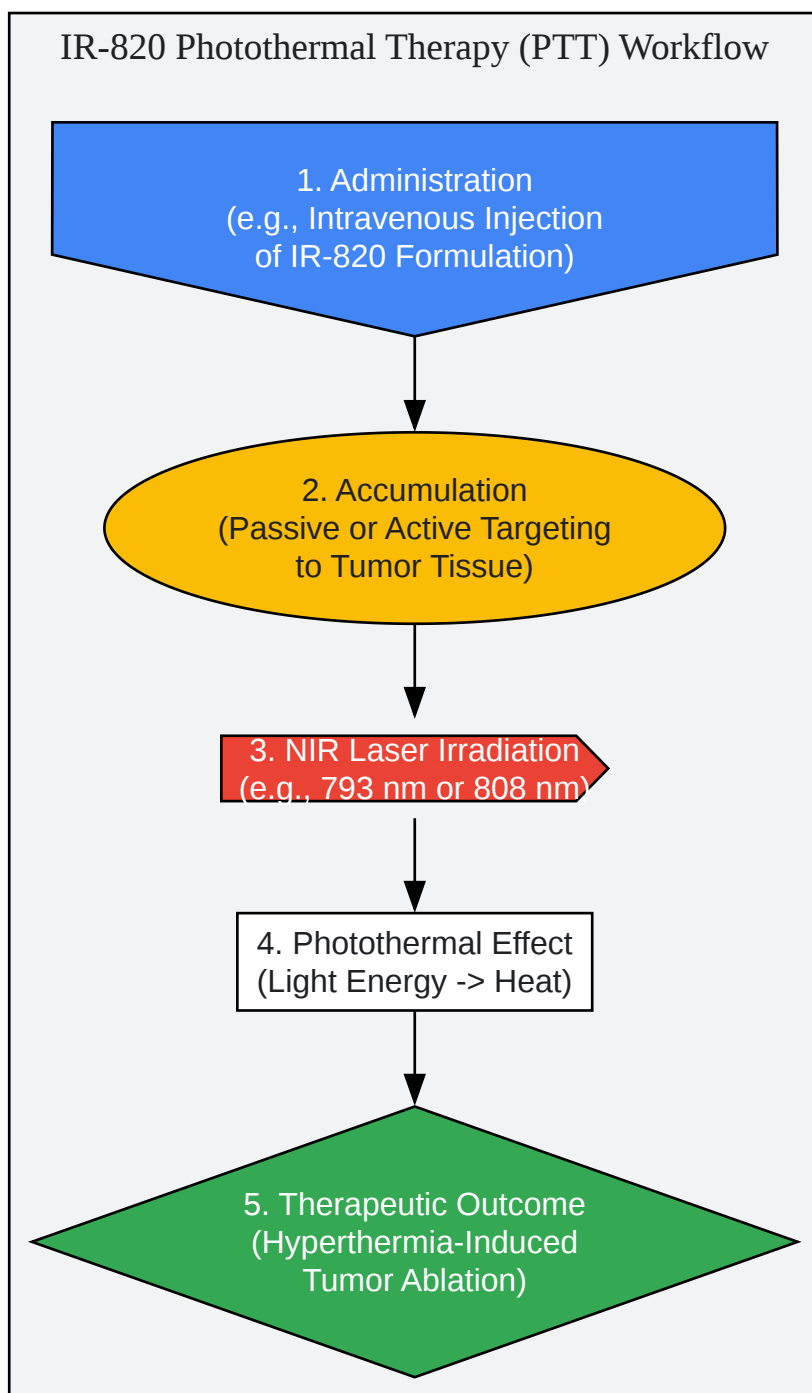 IR-820 Photothermal Therapy (PTT) Workflow
1. Administration
(e.g., Intravenous Injection
of IR-820 Formulation)
2. Accumulation
(Passive or Active Targeting
to Tumor Tissue)
3. NIR Laser Irradiation
(e.g., 793 nm or 808 nm)
4. Photothermal Effect
(Light Energy -> Heat)
5. Therapeutic Outcome
(Hyperthermia-Induced
Tumor Ablation)